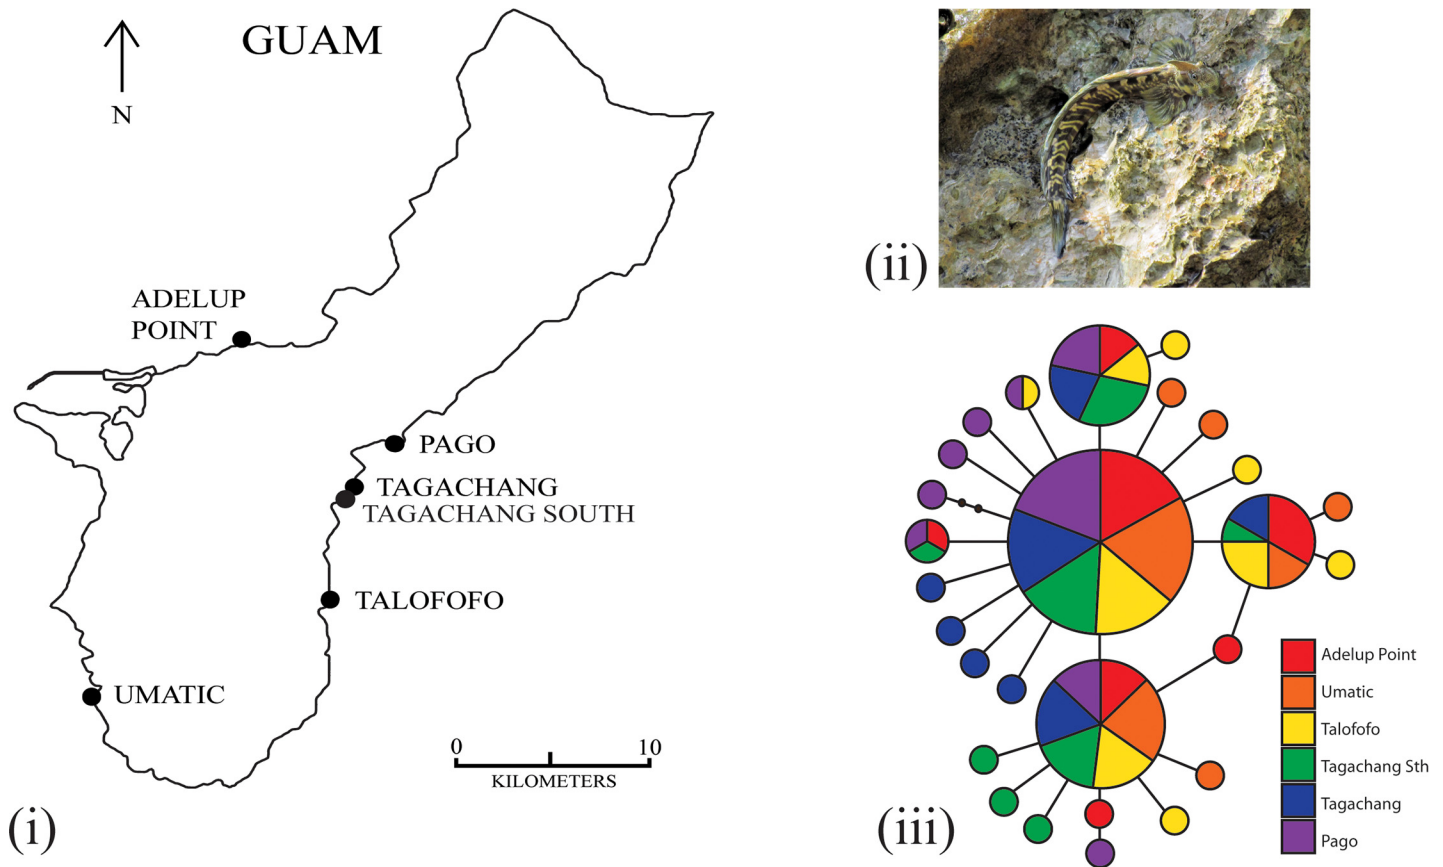 GUAM
N
ADELUP
POINT
PAGO
TAGACHANG
TAGACHANG SOUTH
TALOFOFO
UMATIC
0 10
KILOMETERS
(i)
(ii)
(iii)
Adelup Point
Umatic
Talofofo
Tagachang Sth
Tagachang
Pago